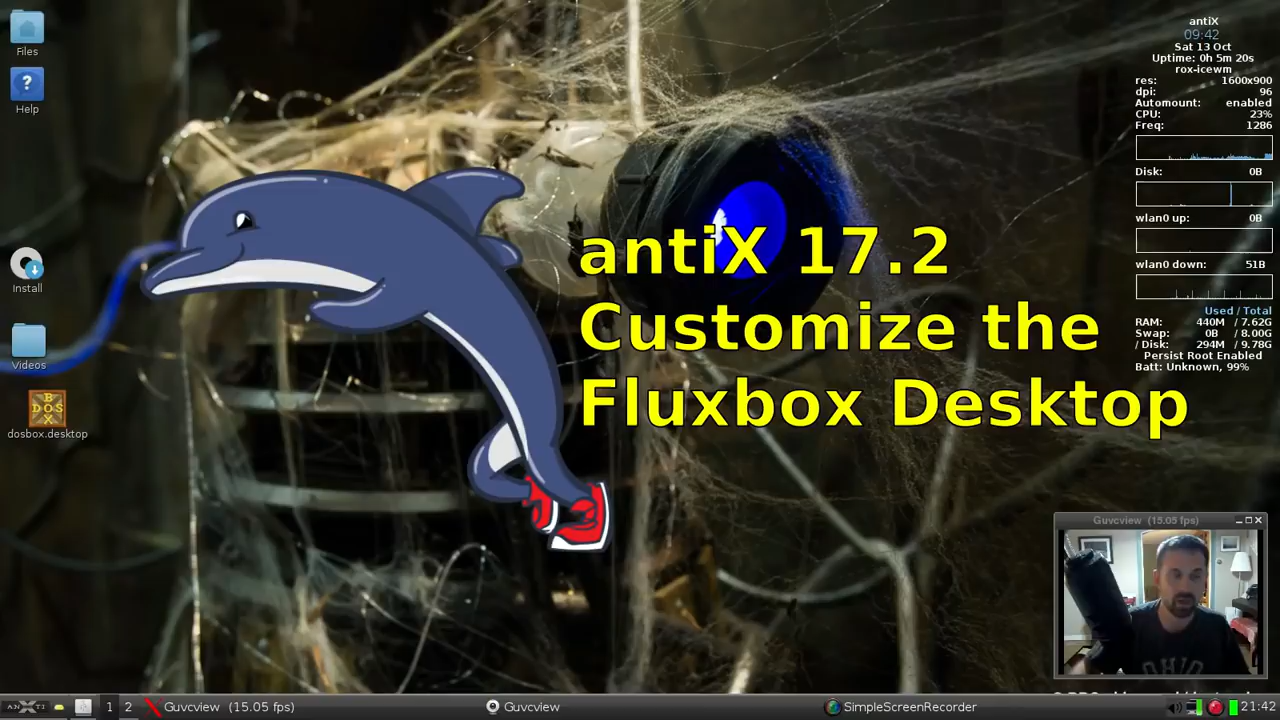 Files
Help
Install
Videos
dosbox.desktop
antiX 17.2
Customize the
Fluxbox Desktop
antiX
09:42
Sat 13 Oct
Uptime: 0h 5m 20s
rox-icewm
res: 1600x900
dpi: 96
Automount: enabled
CPU: 23%
Freq: 1286
Disk: 0B
wlan0 up: 0B
wlan0 down: 51B
Used / Total
RAM: 440M / 7.62G
Swap: 0B / 8.00G
/ Disk: 294M / 9.78G
Persist Root Enabled
Batt: Unknown, 99%
Guvcview (15.05 fps)
OHIO
1 2 Guvcview (15.05 fps) Guvcview SimpleScreenRecorder 21:42